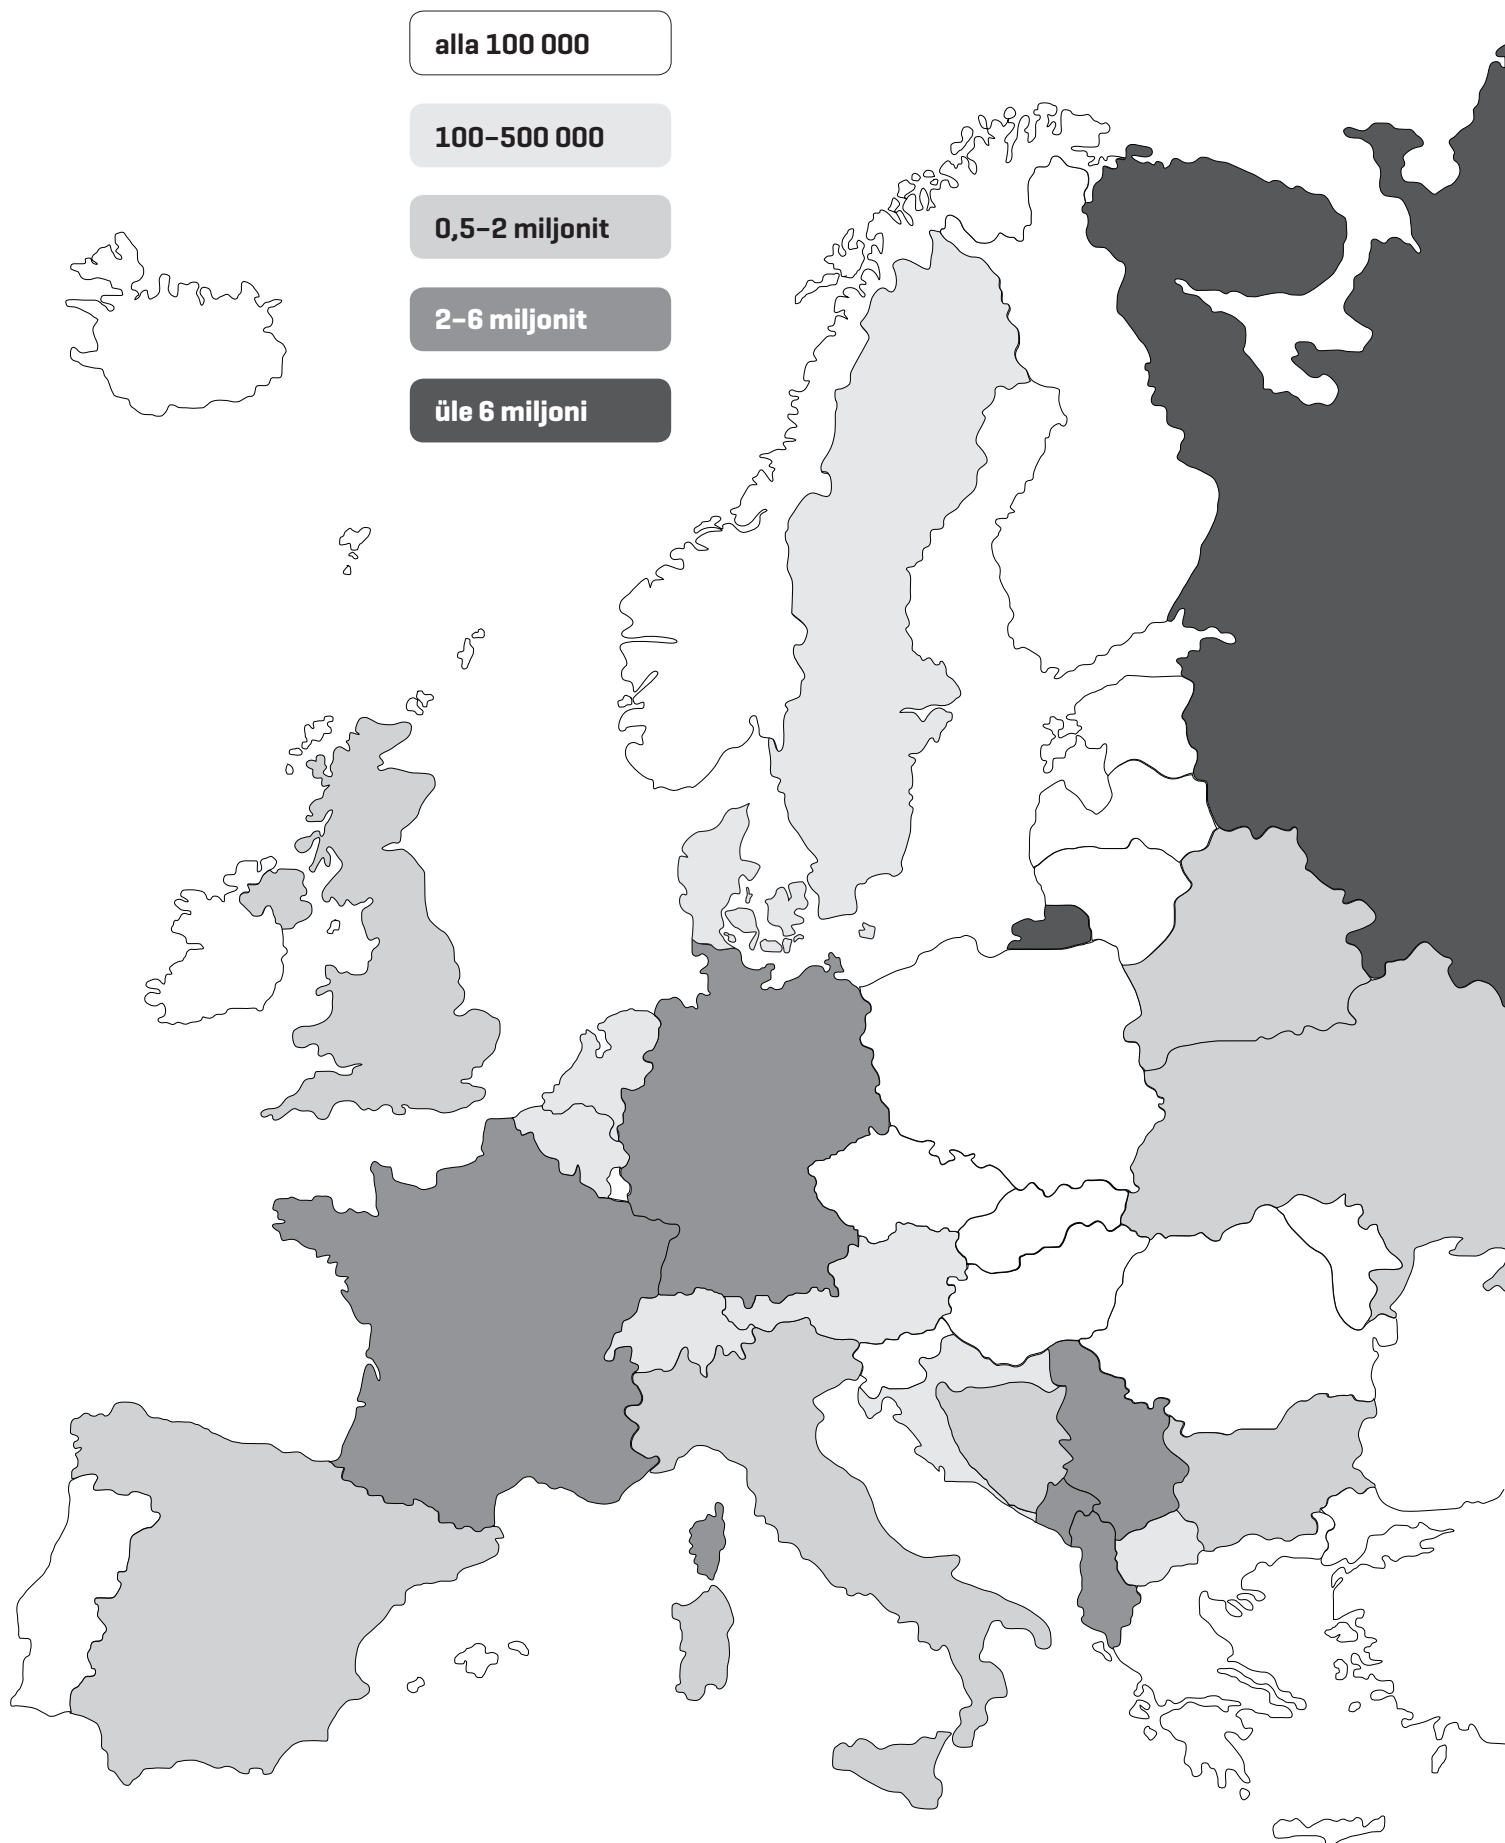 alla 100 000
100–500 000
0,5–2 miljonit
2–6 miljonit
üle 6 miljoni